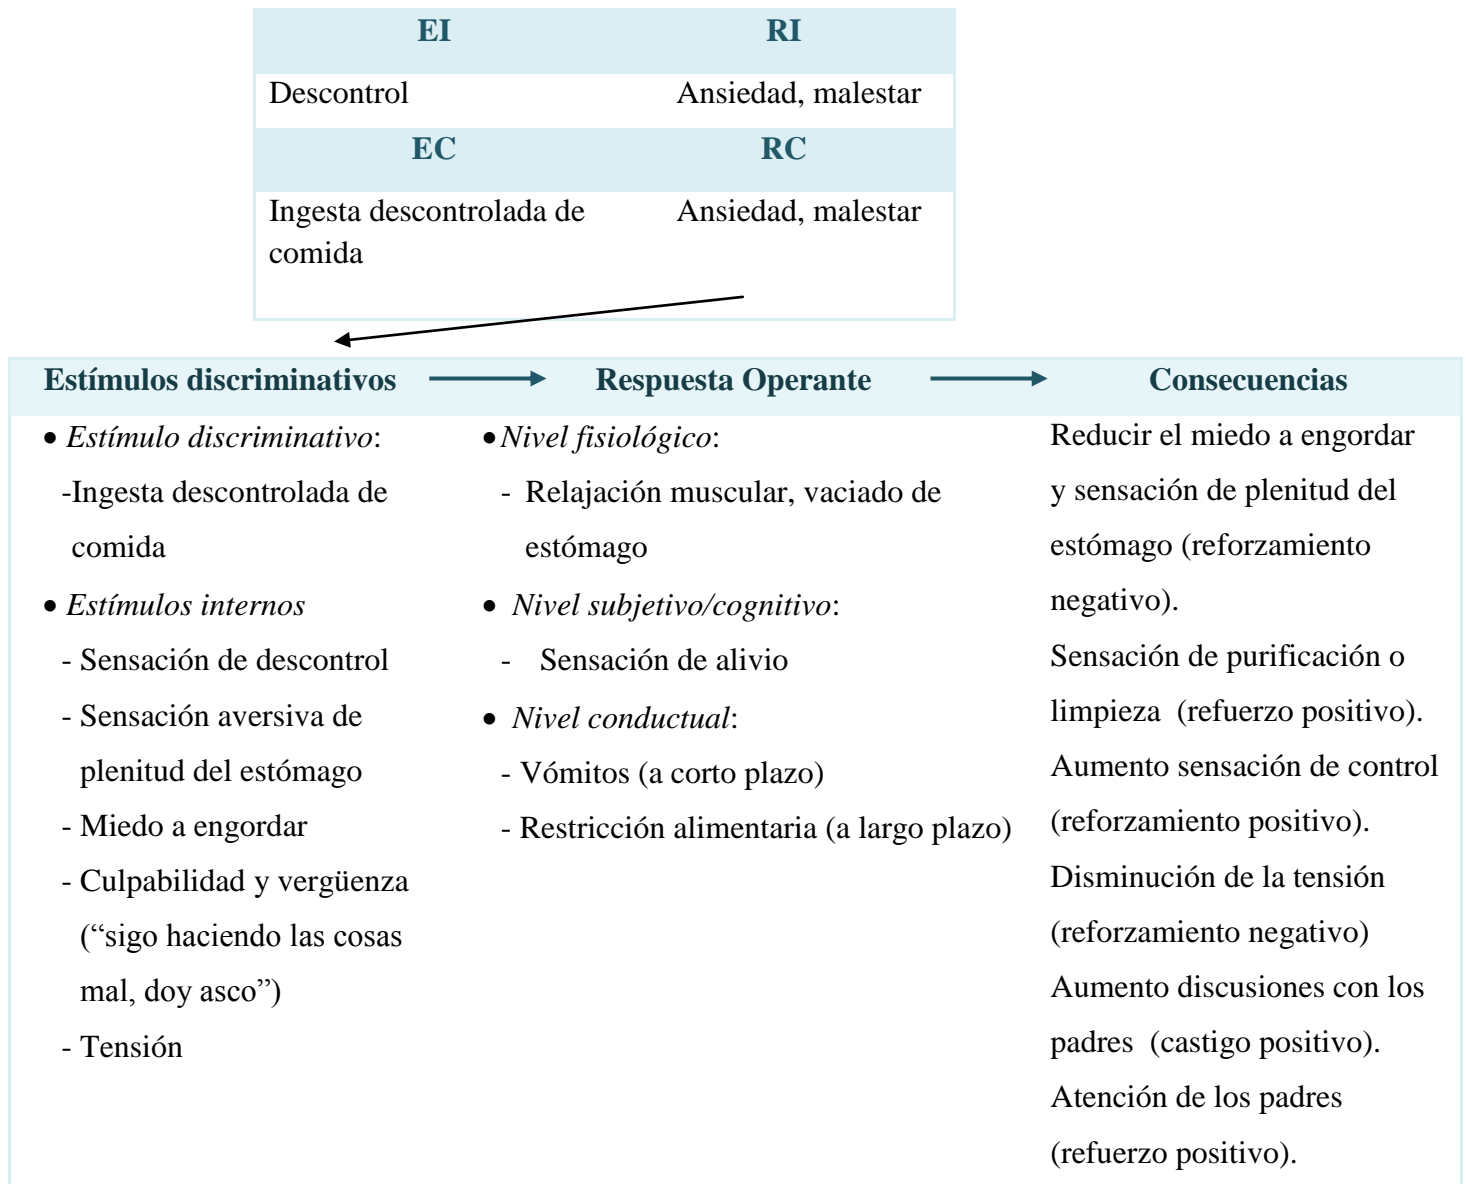 EI RI
Descontrol Ansiedad, malestar
EC RC
Ingesta descontrolada de Ansiedad, malestar
comida
Estímulos discriminativos Respuesta Operante Consecuencias
• Estímulo discriminativo:
-Ingesta descontrolada de
comida
• Estímulos internos
- Sensación de descontrol
- Sensación aversiva de
plenitud del estómago
- Miedo a engordar
- Culpabilidad y vergüenza
(“sigo haciendo las cosas
mal, doy asco”)
- Tensión
• Nivel fisiológico:
- Relajación muscular, vaciado de
estómago
• Nivel subjetivo/cognitivo:
- Sensación de alivio
• Nivel conductual:
- Vómitos (a corto plazo)
- Restricción alimentaria (a largo plazo)
Reducir el miedo a engordar
y sensación de plenitud del
estómago (reforzamiento
negativo).
Sensación de purificación o
limpieza (refuerzo positivo).
Aumento sensación de control
(reforzamiento positivo).
Disminución de la tensión
(reforzamiento negativo)
Aumento discusiones con los
padres (castigo positivo).
Atención de los padres
(refuerzo positivo).